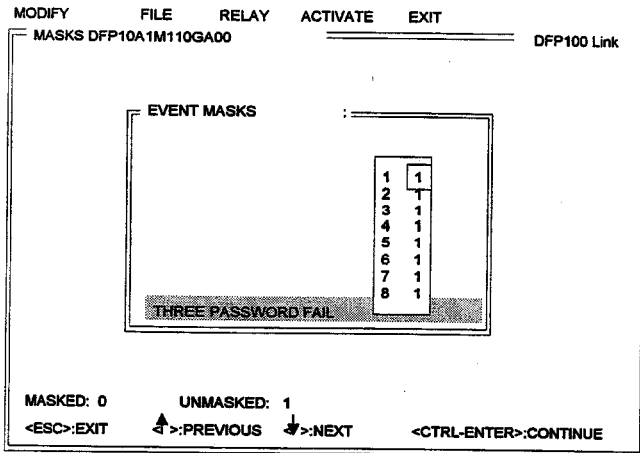 MODIFY FILE RELAY ACTIVATE EXIT
MASKS DFP10A1M110GA00 DFP100 Link
EVENT MASKS :
1 1
2 1
3 1
4 1
5 1
6 1
7 1
8 1
THREE PASSWORD FAIL
MASKED: 0 UNMASKED: 1
<ESC>:EXIT <↑>:PREVIOUS <↓>:NEXT <CTRL-ENTER>:CONTINUE